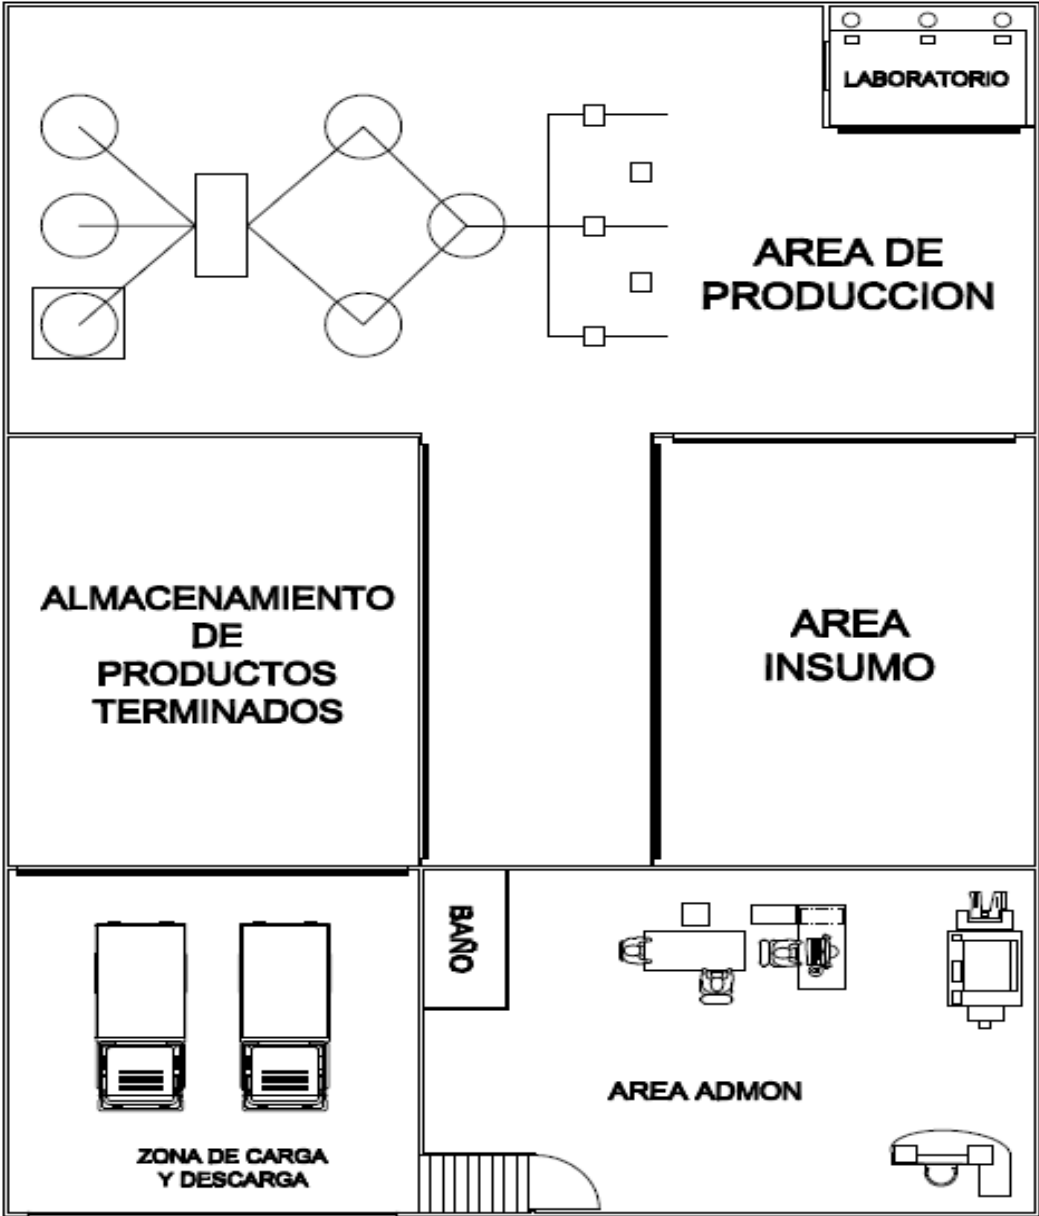 LABORATORIO
AREA DE
PRODUCCION
ALMACENAMIENTO
DE
PRODUCTOS
TERMINADOS
AREA
INSUMO
BAÑO
AREA ADMON
ZONA DE CARGA
Y DESCARGA